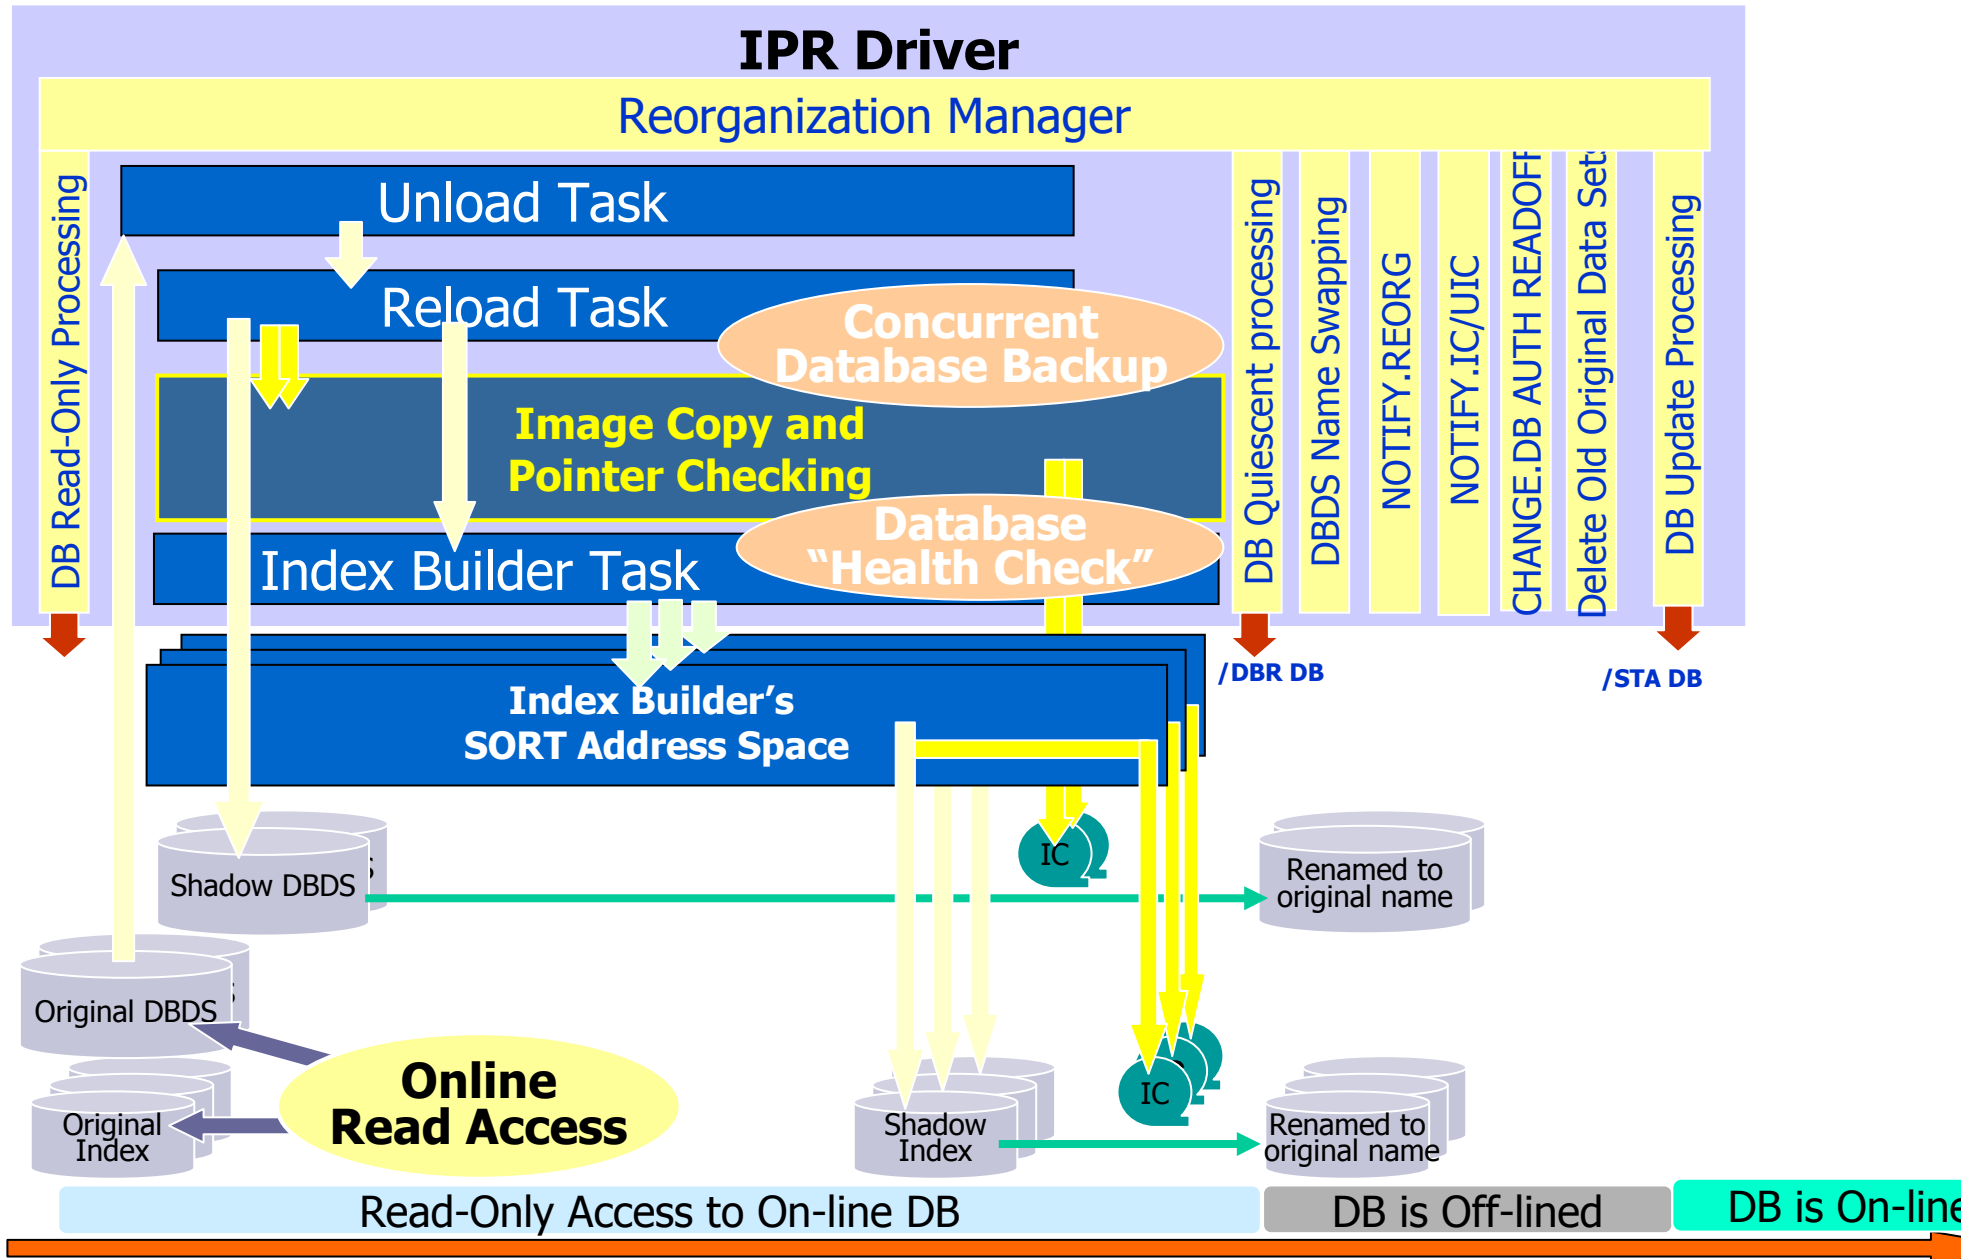 IPR Driver
Reorganization Manager
DB Read-Only Processing
Unload Task
Reload Task
Concurrent
Database Backup
Image Copy and
Pointer Checking
Database
“Health Check”
Index Builder Task
DB Quiescent processing
DBDS Name Swapping
NOTIFY.REORG
NOTIFY.IC/UIC
CHANGE.DB AUTH READOFF
Delete Old Original Data Sets
DB Update Processing
/DBR DB
/STA DB
Index Builder’s
SORT Address Space
IC
Shadow DBDS
Renamed to
original name
Original DBDS
Online
Read Access
Original
Index
Shadow
Index
IC
Renamed to
original name
Read-Only Access to On-line DB
DB is Off-lined
DB is On-line